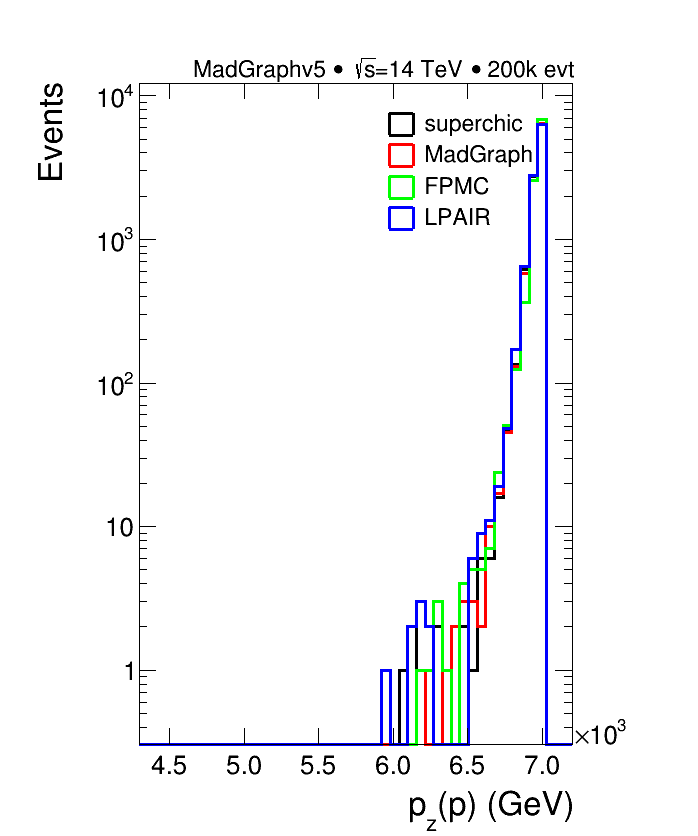 MadGraphv5 • √s=14 TeV • 200k evt
Events
10⁴
10³
10²
10
1
superchic
MadGraph
FPMC
LPAIR
4.5 5.0 5.5 6.0 6.5 7.0
×10³
p_z(p) (GeV)